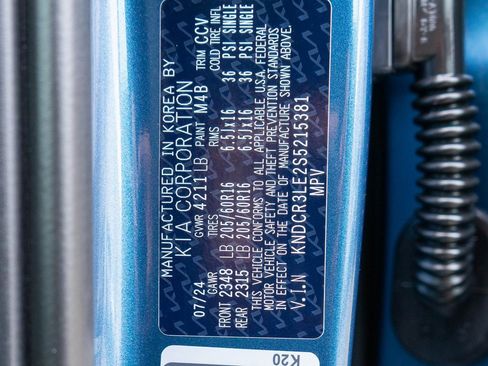 MANUFACTURED IN KOREA BY
KIA CORPORATION
07/24 GVWR 4211 LB PAINT M4B TRIM CCV
GAWR TIRES RIMS COLD TIRE INFL
FRONT 2348 LB 205/60R16 6.5JX16 36 PSI SINGLE
REAR 2315 LB 205/60R16 6.5JX16 36 PSI SINGLE
THIS VEHICLE CONFORMS TO ALL APPLICABLE U.S.A. FEDERAL
MOTOR VEHICLE SAFETY AND THEFT PREVENTION STANDARDS
IN EFFECT ON THE DATE OF MANUFACTURE SHOWN ABOVE.
V.I.N KNDCR3LE2S5215381
MPV
K20